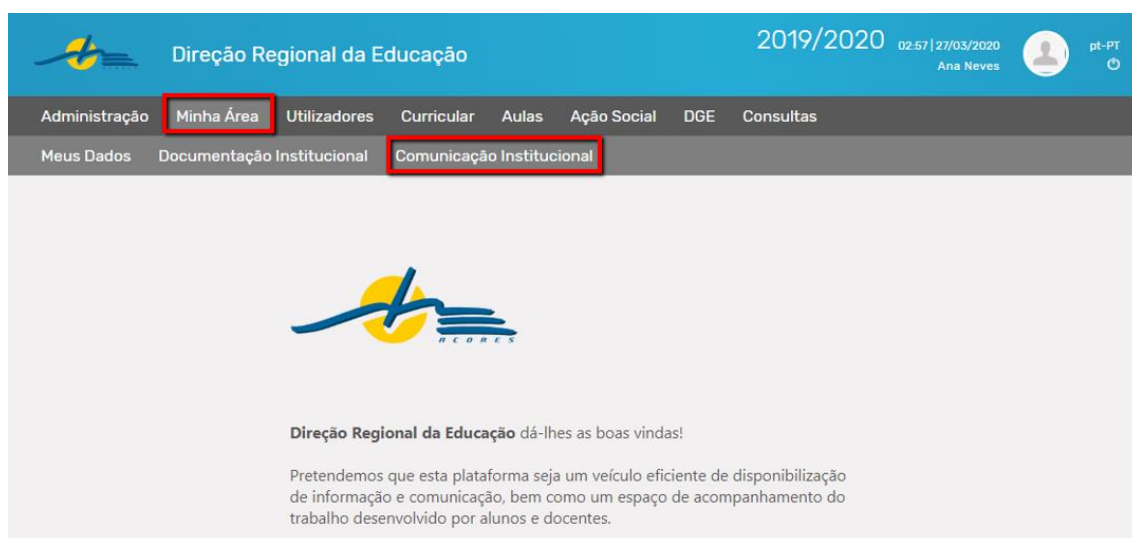 Direção Regional da Educação
2019/2020 02:57|27/03/2020
Ana Neves
pt-PT
Administração Minha Área Utilizadores Curricular Aulas Ação Social DGE Consultas
Meus Dados Documentação Institucional Comunicação Institucional
ACORES
Direção Regional da Educação dá-lhes as boas vindas!
Pretendemos que esta plataforma seja um veículo eficiente de disponibilização
de informação e comunicação, bem como um espaço de acompanhamento do
trabalho desenvolvido por alunos e docentes.